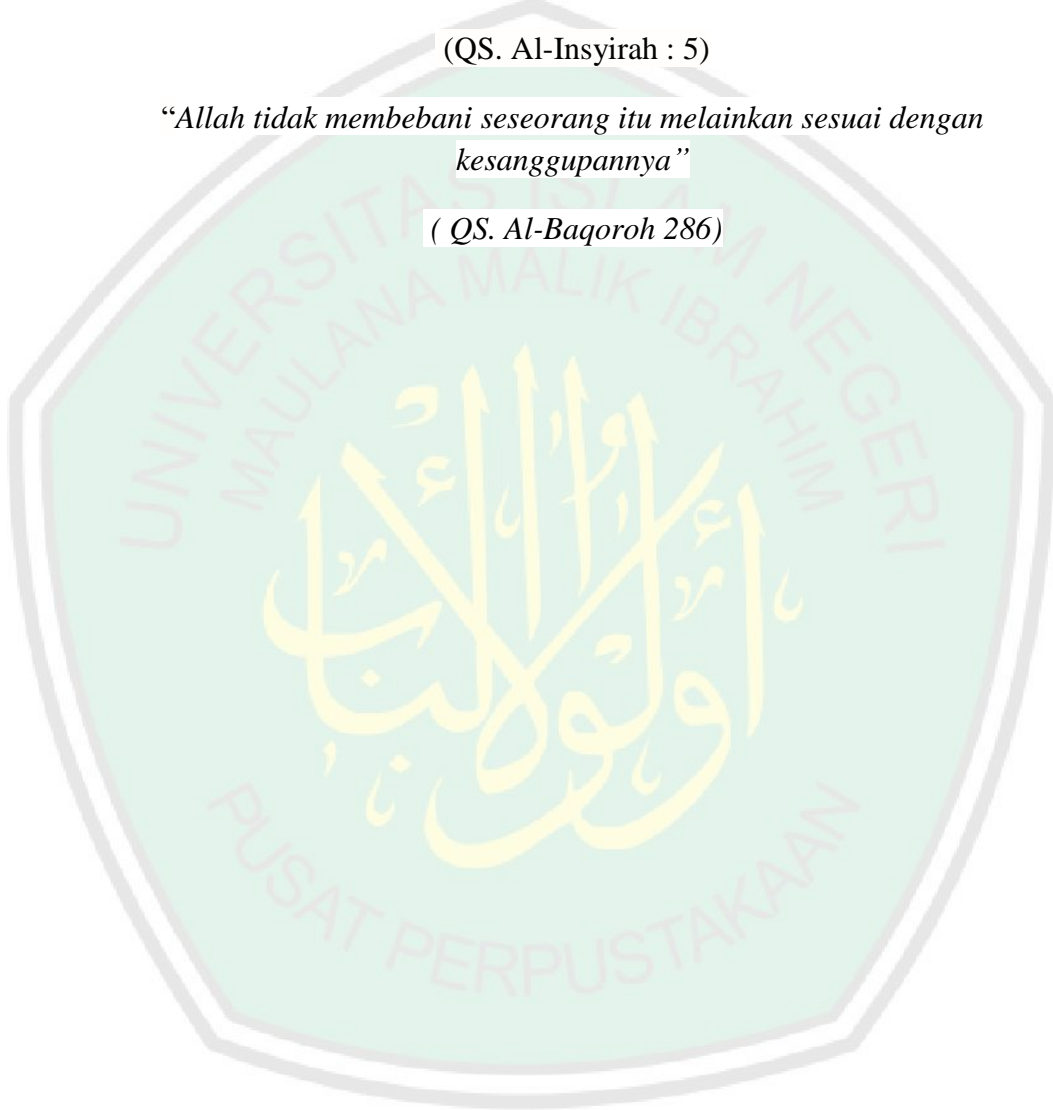 (QS. Al-Insyirah : 5)
“Allah tidak membebani seseorang itu melainkan sesuai dengan
kesanggupannya”
( QS. Al-Baqoroh 286)
UNIVERSITAS ISLAM NEGERI
MAULANA MALIK IBRAHIM
أولو الألباب
PUSAT PERPUSTAKAAN